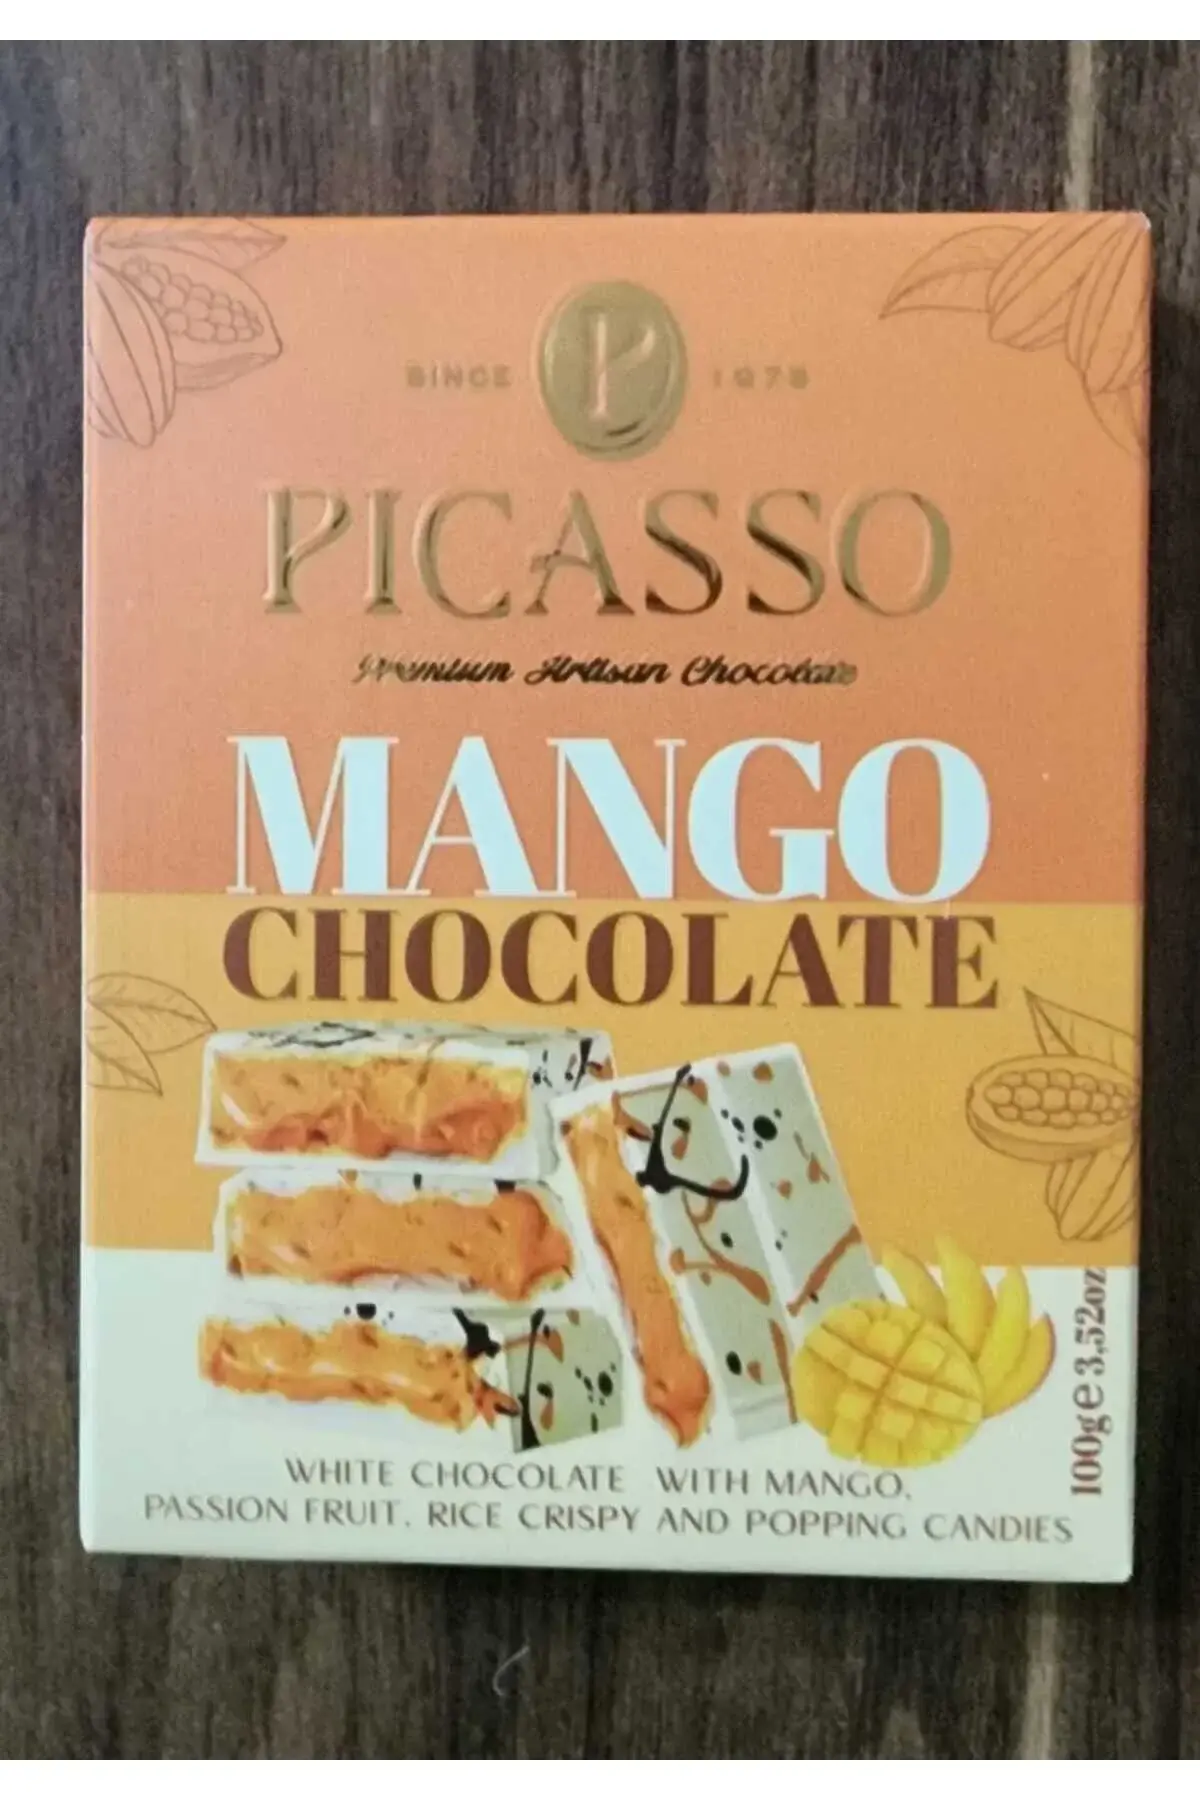 SINCE 1978
PICASSO
Premium Artisan Chocolate
MANGO
CHOCOLATE
WHITE CHOCOLATE WITH MANGO,
PASSION FRUIT, RICE CRISPY AND POPPING CANDIES
100g e 3,52oz